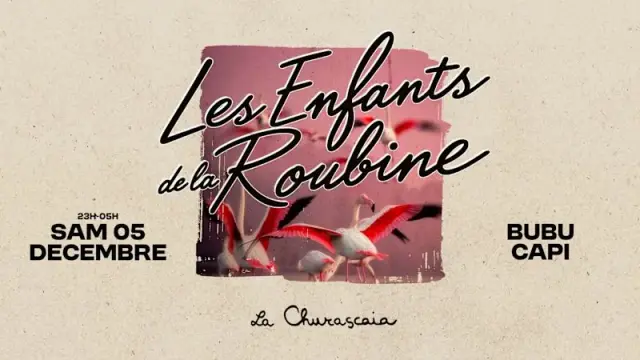 Les Enfants
de la Roubine
23H-05H
SAM 05
DECEMBRE
BUBU
CAPI
La Churascaia